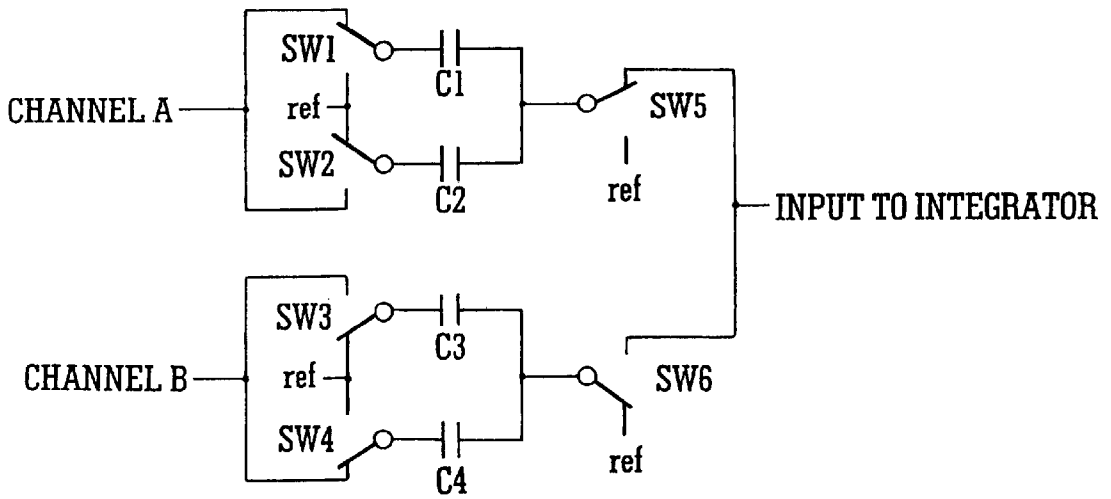 SW1
C1
CHANNEL A
ref
SW5
SW2
C2
ref
INPUT TO INTEGRATOR
SW3
C3
CHANNEL B
ref
SW6
SW4
C4
ref